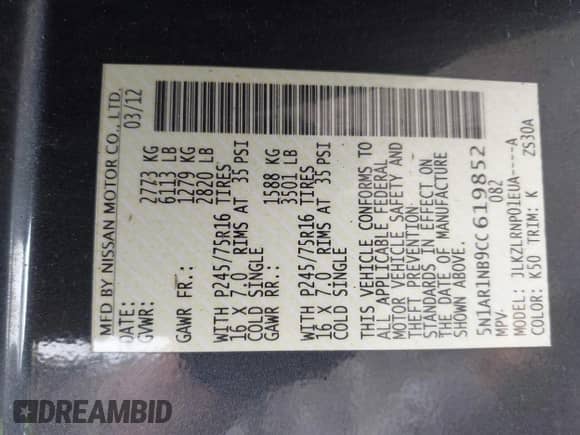 MFD BY NISSAN MOTOR CO., LTD.
DATE: 03/12
GVWR: 2773 KG
6113 LB
GAWR FR.: 1279 KG
2820 LB
WITH P245/75R16 TIRES
16 X 7.0 RIMS AT 35 PSI
COLD SINGLE
GAWR RR.: 1588 KG
3501 LB
WITH P245/75R16 TIRES
16 X 7.0 RIMS AT 35 PSI
COLD SINGLE
THIS VEHICLE CONFORMS TO
ALL APPLICABLE FEDERAL
MOTOR VEHICLE SAFETY AND
THEFT PREVENTION
STANDARDS IN EFFECT ON
THE DATE OF MANUFACTURE
SHOWN ABOVE.
5N1AR1NB9CC619852
MPV- 082
MODEL: JLKZLRNP01EUA----A
COLOR: K50 TRIM: K ZS30A
DREAMBID